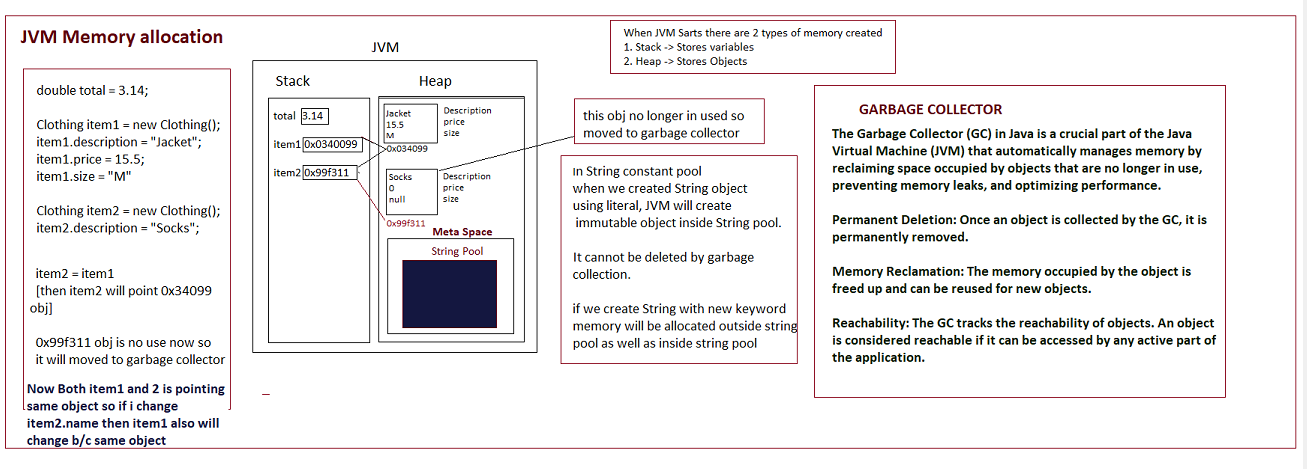 JVM Memory allocation
double total = 3.14;
Clothing item1 = new Clothing();
item1.description = "Jacket";
item1.price = 15.5;
item1.size = "M"
Clothing item2 = new Clothing();
item2.description = "Socks";
item2 = item1
[then item2 will point 0x34099
obj]
0x99f311 obj is no use now so
it will moved to garbage collector
Now Both item1 and 2 is pointing
same object so if i change
item2.name then item1 also will
change b/c same object
JVM
Stack
total 3.14
item1 0x0340099
item2 0x99f311
Heap
Jacket
15.5
M
Description
price
size
0x034099
Socks
0
null
Description
price
size
0x99f311
Meta Space
String Pool
When JVM Sarts there are 2 types of memory created
1. Stack -> Stores variables
2. Heap -> Stores Objects
this obj no longer in used so
moved to garbage collector
In String constant pool
when we created String object
using literal, JVM will create
immutable object inside String pool.
It cannot be deleted by garbage
collection.
if we create String with new keyword
memory will be allocated outside string
pool as well as inside string pool
GARBAGE COLLECTOR
The Garbage Collector (GC) in Java is a crucial part of the Java
Virtual Machine (JVM) that automatically manages memory by
reclaiming space occupied by objects that are no longer in use,
preventing memory leaks, and optimizing performance.
Permanent Deletion: Once an object is collected by the GC, it is
permanently removed.
Memory Reclamation: The memory occupied by the object is
freed up and can be reused for new objects.
Reachability: The GC tracks the reachability of objects. An object
is considered reachable if it can be accessed by any active part of
the application.